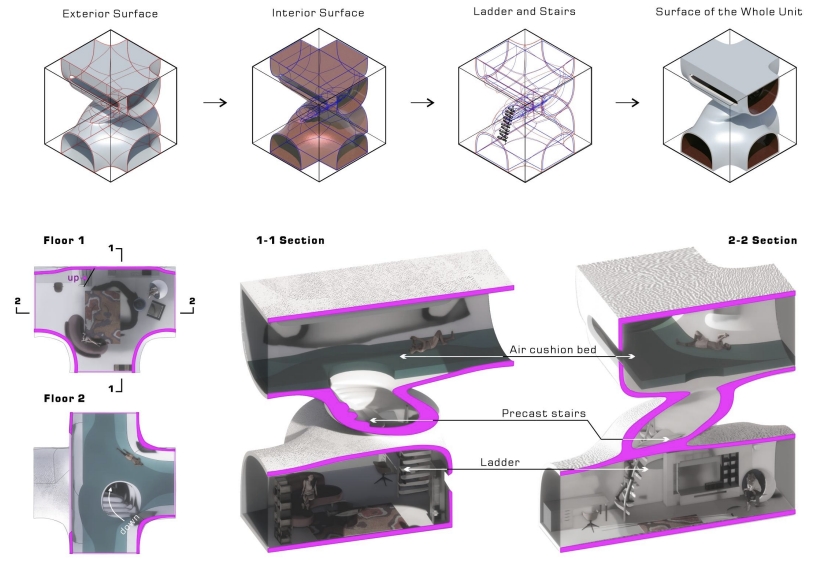 Exterior Surface
Interior Surface
Ladder and Stairs
Surface of the Whole Unit
Floor 1
1
up
2
2
1
Floor 2
down
1-1 Section
2-2 Section
Air cushion bed
Precast stairs
Ladder